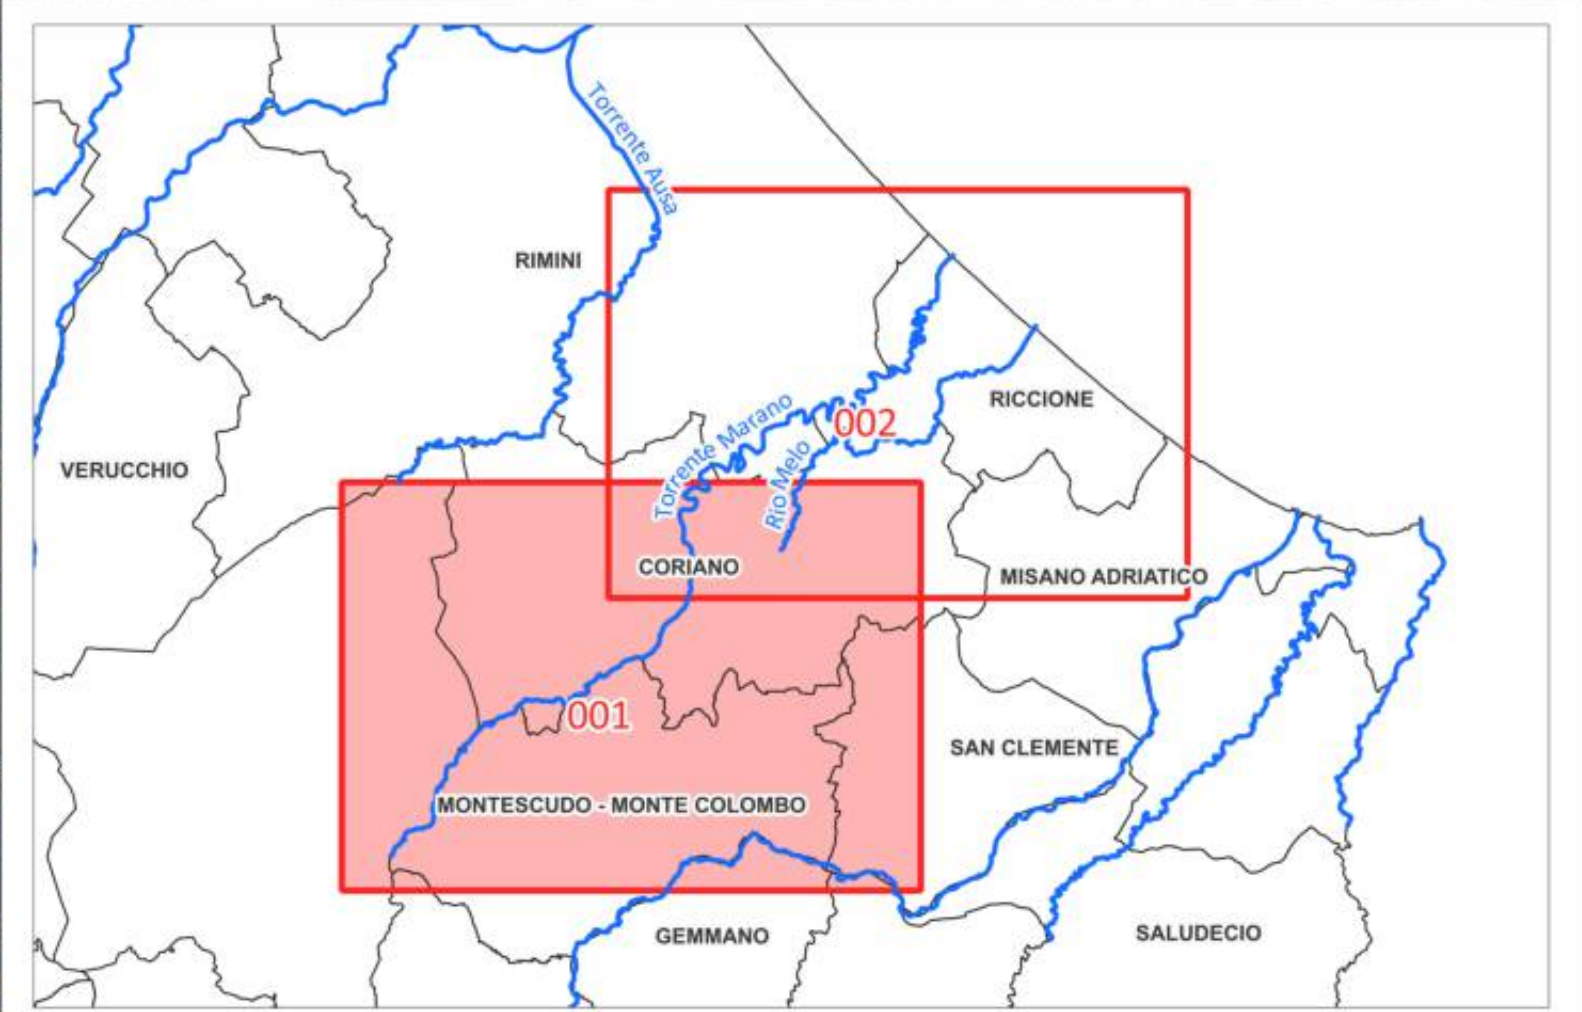 Torrente Ausa
RIMINI
RICCIONE
002
Torrente Marano
Rio Melo
VERUCCHIO
CORIANO
MISANO ADRIATICO
001
SAN CLEMENTE
MONTESCUDO - MONTE COLOMBO
GEMMANO
SALUDECIO